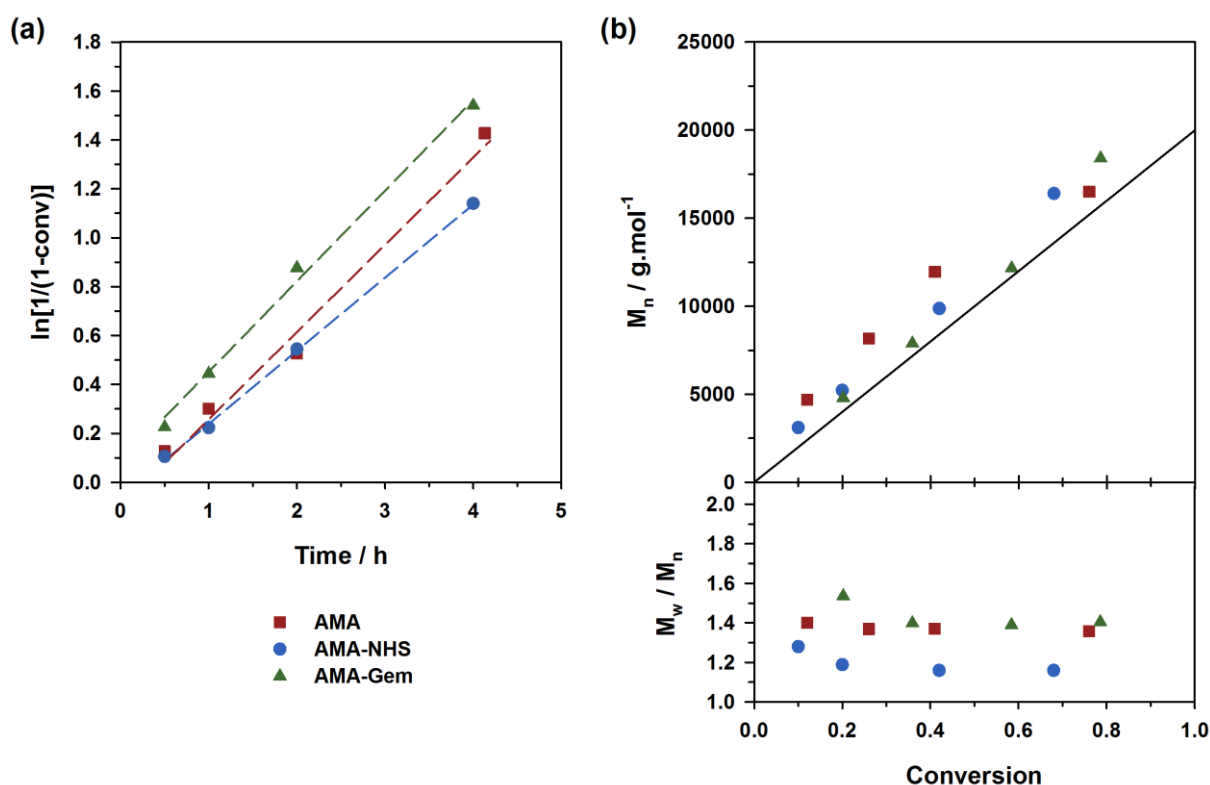 (a)
1.8
1.6
1.4
1.2
1.0
0.8
0.6
0.4
0.2
0.0
ln[1/(1-conv)]
0 1 2 3 4 5
Time / h
AMA
AMA-NHS
AMA-Gem
(b)
25000
20000
15000
10000
5000
0
Mn / g.mol-1
2.0
1.8
1.6
1.4
1.2
1.0
Mw / Mn
0.0 0.2 0.4 0.6 0.8 1.0
Conversion